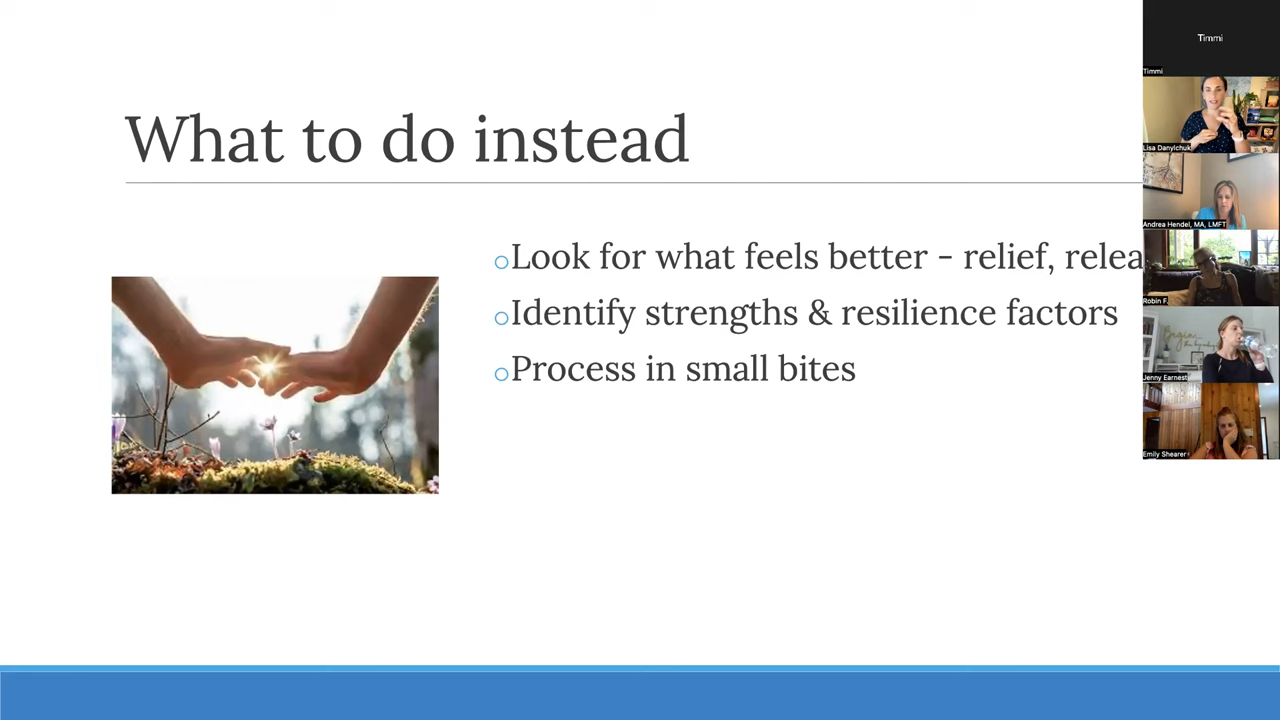 What to do instead
Look for what feels better - relief, relea
Identify strengths & resilience factors
Process in small bites
Timmi
Timmi
Lisa Danylchuk
Andrea Hendel, MA, LMFT
Robin F.
Begin...
Jenny Earnest
Emily Shearer